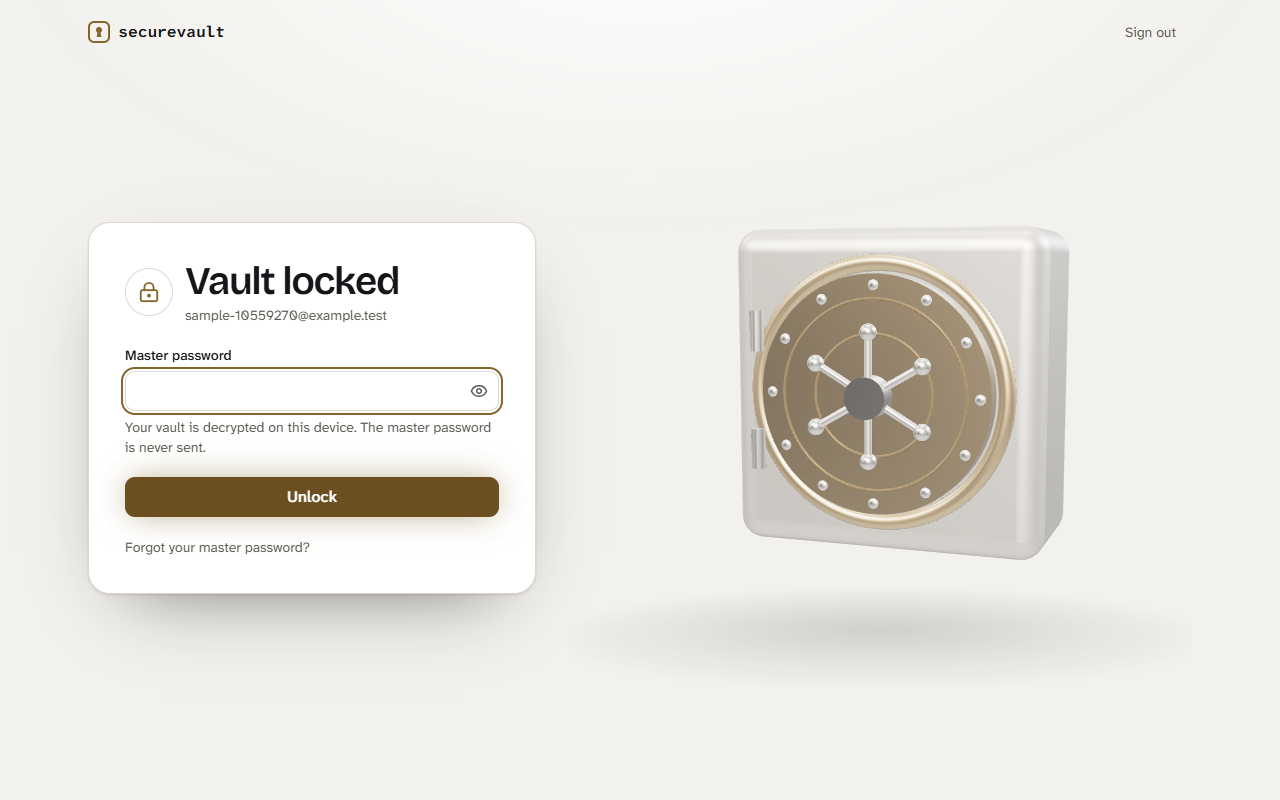 securevault
Sign out
Vault locked
sample-10559270@example.test
Master password
Your vault is decrypted on this device. The master password
is never sent.
Unlock
Forgot your master password?